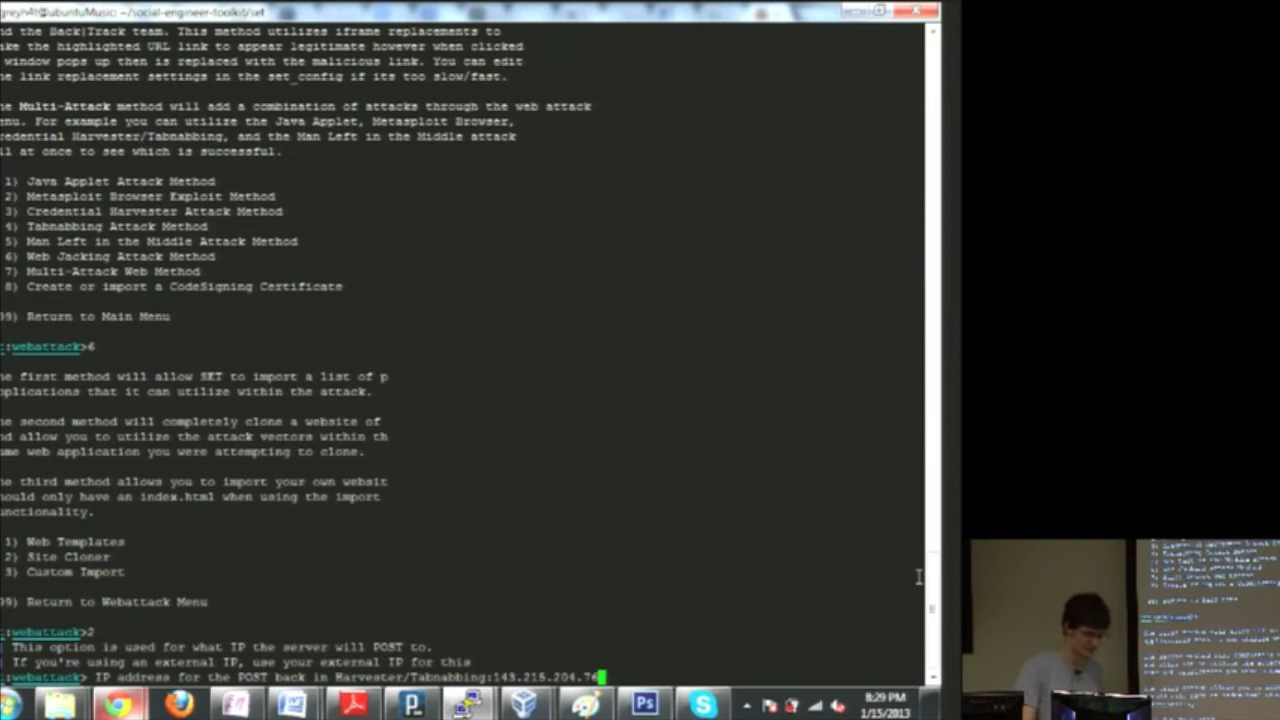 greyh4t@ubuntuMusic: ~/social-engineer-toolkit/set
nd the Back|Track team. This method utilizes iframe replacements to
ake the highlighted URL link to appear legitimate however when clicked
window pops up then is replaced with the malicious link. You can edit
he link replacement settings in the set_config if its too slow/fast.
he Multi-Attack method will add a combination of attacks through the web attack
enu. For example you can utilize the Java Applet, Metasploit Browser,
redential Harvester/Tabnabbing, and the Man Left in the Middle attack
ll at once to see which is successful.
1) Java Applet Attack Method
2) Metasploit Browser Exploit Method
3) Credential Harvester Attack Method
4) Tabnabbing Attack Method
5) Man Left in the Middle Attack Method
6) Web Jacking Attack Method
7) Multi-Attack Web Method
8) Create or import a CodeSigning Certificate
99) Return to Main Menu
t:webattack>6
he first method will allow SET to import a list of p
pplications that it can utilize within the attack.
he second method will completely clone a website of
nd allow you to utilize the attack vectors within th
ame web application you were attempting to clone.
he third method allows you to import your own websit
hould only have an index.html when using the import
unctionality.
1) Web Templates
2) Site Cloner
3) Custom Import
99) Return to Webattack Menu
t:webattack>2
This option is used for what IP the server will POST to.
If you're using an external IP, use your external IP for this
:webattack> IP address for the POST back in Harvester/Tabnabbing:143.215.204.76
Ps
8:29 PM
1/15/2013